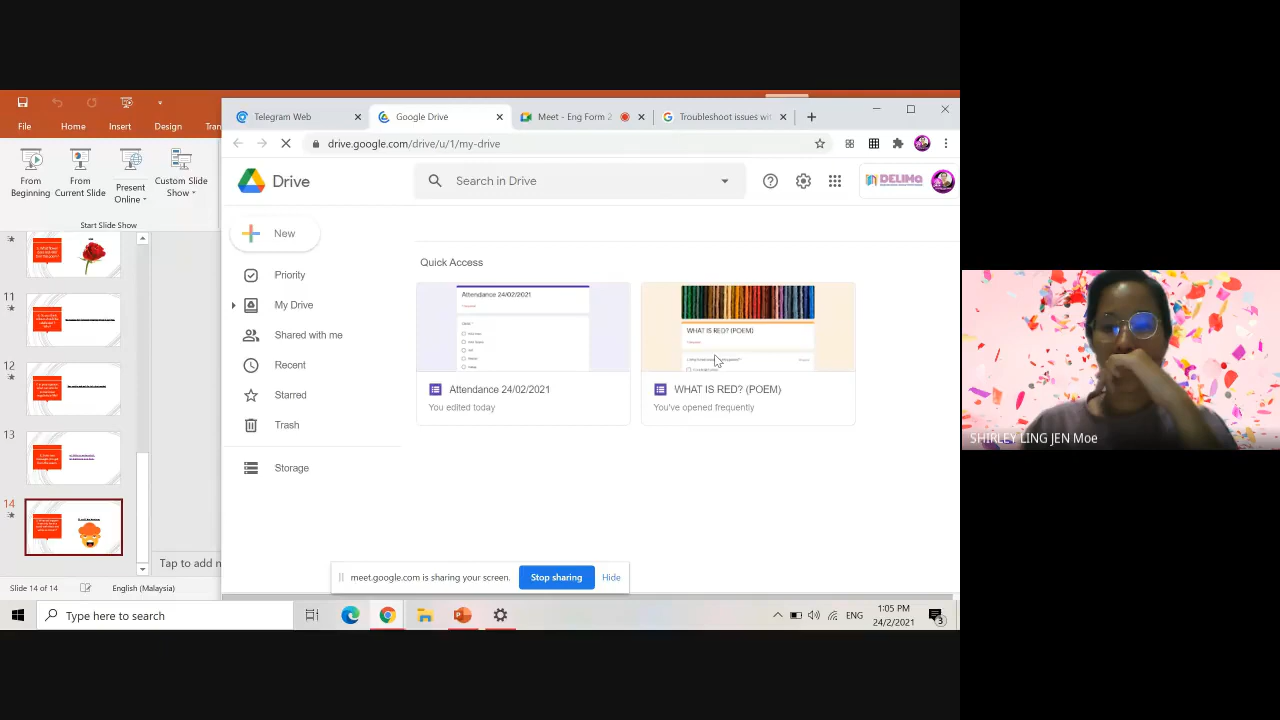 Telegram Web
Google Drive
Meet - Eng Form 2
Troubleshoot issues wit
File
Home
Insert
Design
Tran
drive.google.com/drive/u/1/my-drive
From Beginning
From Current Slide
Present Online
Custom Slide Show
Start Slide Show
Drive
Search in Drive
DELIMa
New
Priority
My Drive
Shared with me
Recent
Starred
Trash
Storage
Quick Access
Attendance 24/02/2021
WHAT IS RED? (POEM)
Attendance 24/02/2021
You edited today
WHAT IS RED? (POEM)
You've opened frequently
11
12
13
14
SHIRLEY LING JEN Moe
Tap to add n
meet.google.com is sharing your screen.
Stop sharing
Hide
Slide 14 of 14
English (Malaysia)
Type here to search
ENG
1:05 PM
24/2/2021
3